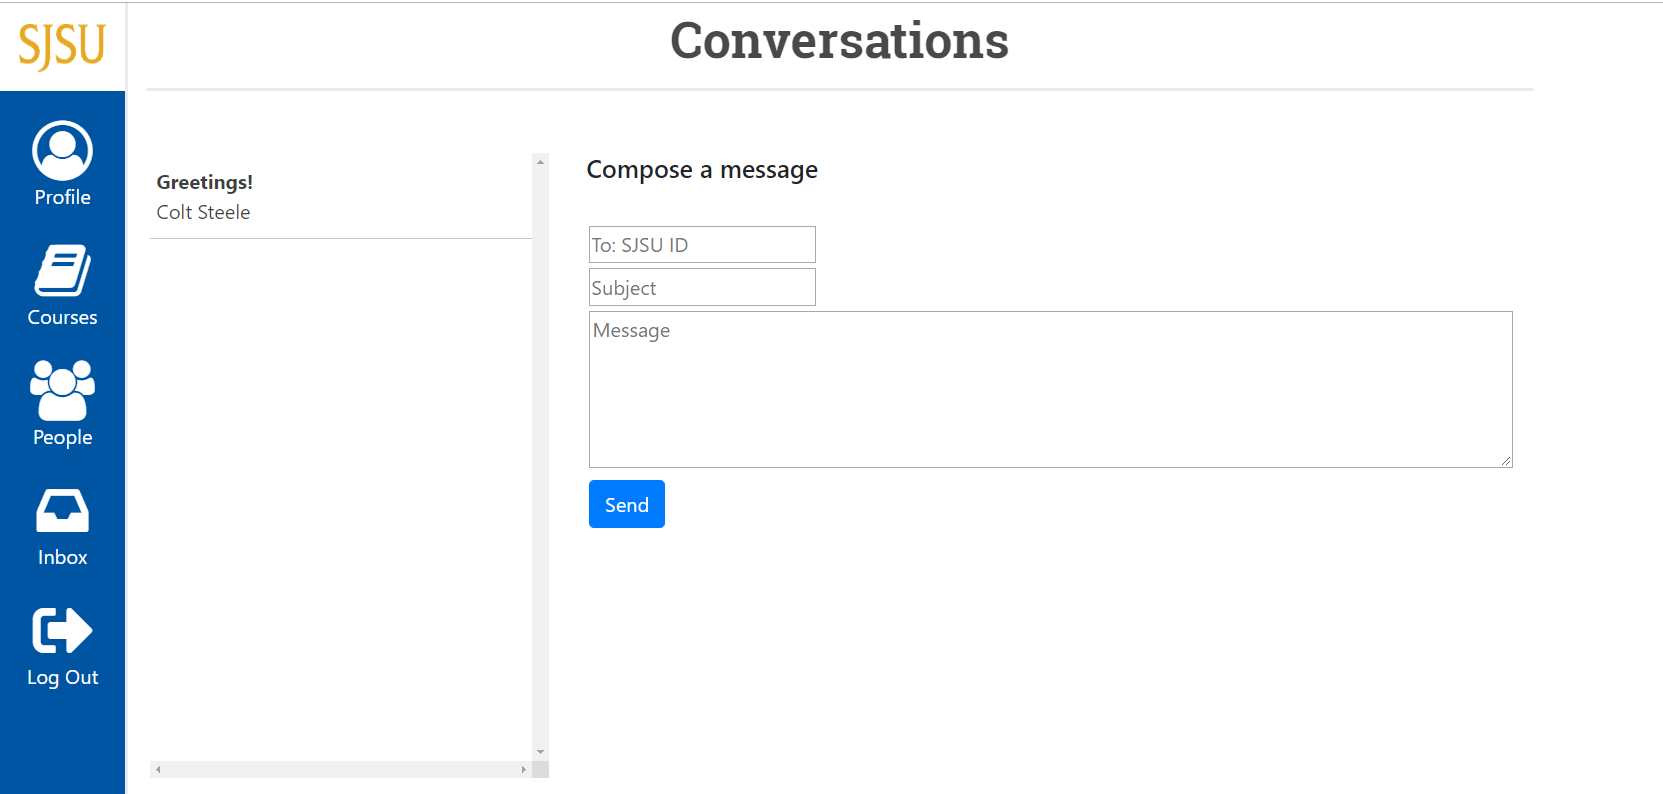 SJSU
Profile
Courses
People
Inbox
Log Out
Conversations
Greetings!
Colt Steele
Compose a message
To: SJSU ID
Subject
Message
Send